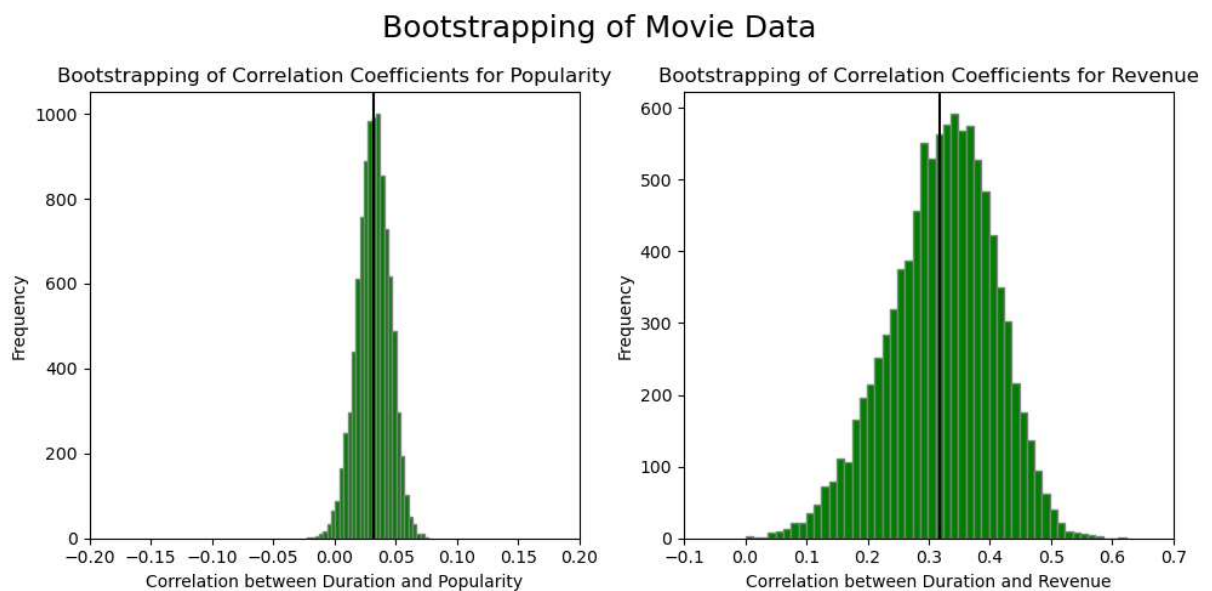 Bootstrapping of Movie Data
Bootstrapping of Correlation Coefficients for Popularity
1000
800
600
400
200
0
Frequency
−0.20 −0.15 −0.10 −0.05 0.00 0.05 0.10 0.15 0.20
Correlation between Duration and Popularity
Bootstrapping of Correlation Coefficients for Revenue
600
500
400
300
200
100
0
Frequency
−0.1 0.0 0.1 0.2 0.3 0.4 0.5 0.6 0.7
Correlation between Duration and Revenue